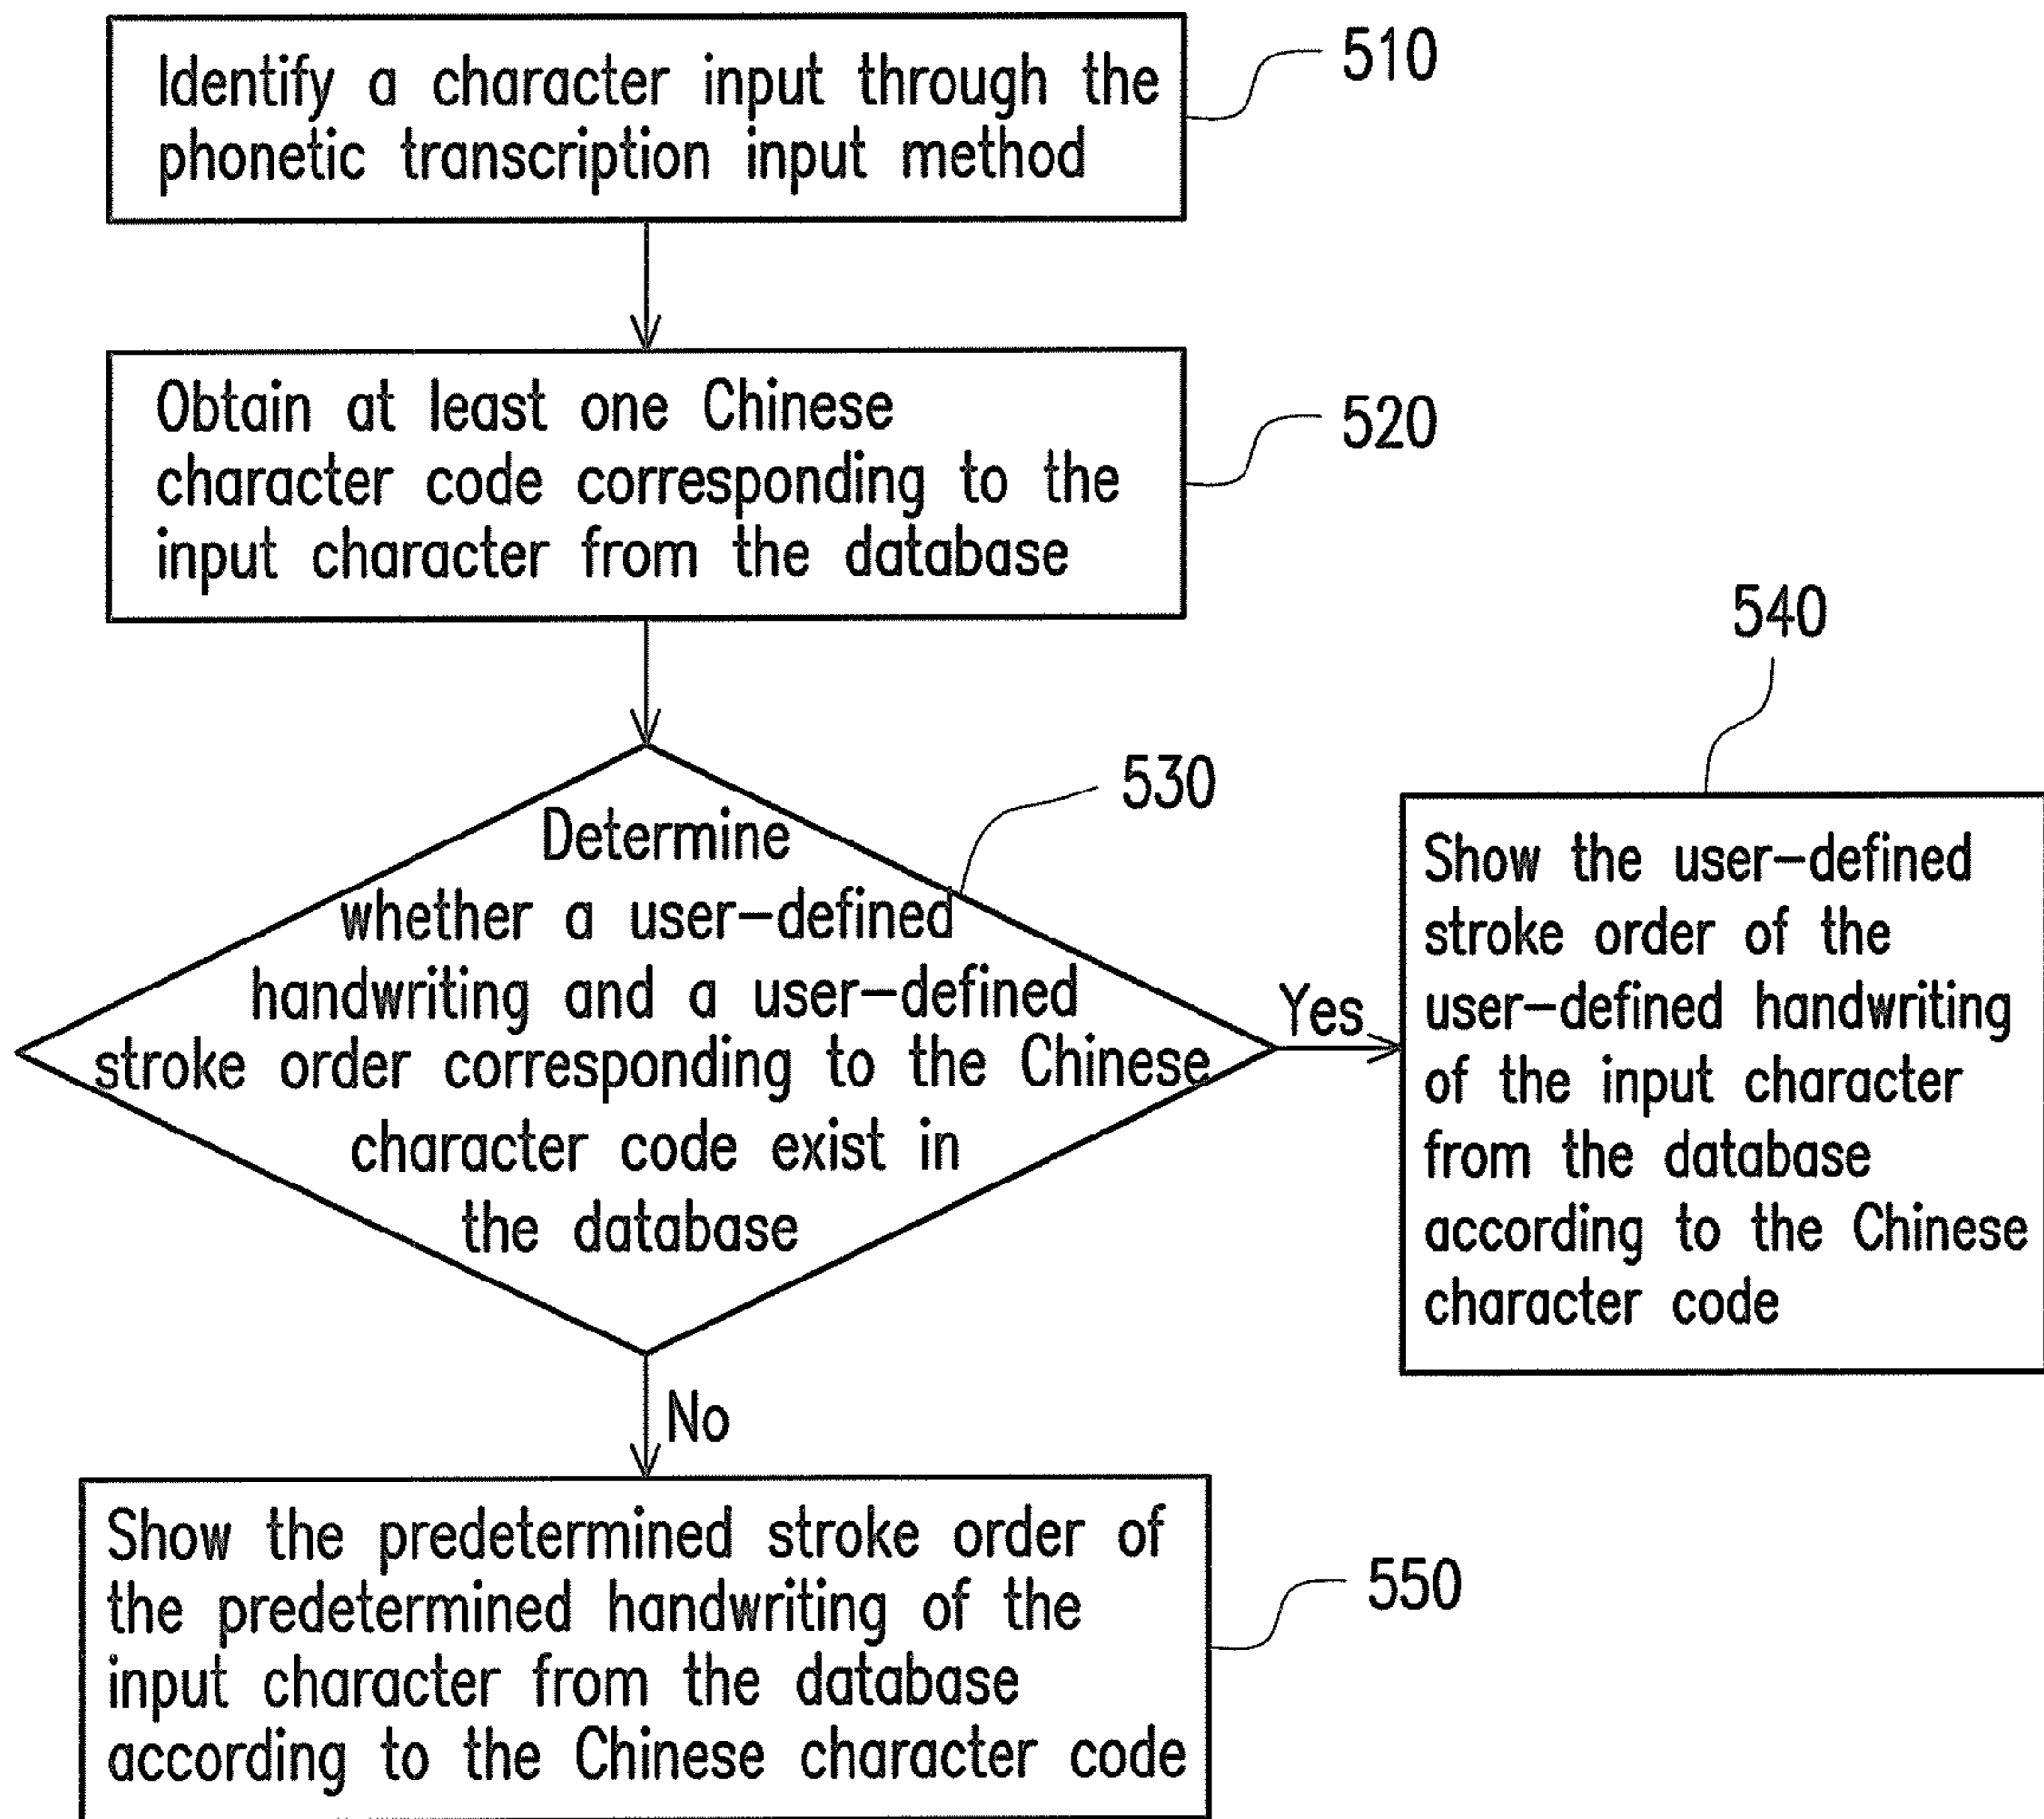 Identify a character input through the
phonetic transcription input method
510
Obtain at least one Chinese
character code corresponding to the
input character from the database
520
Determine
whether a user-defined
handwriting and a user-defined
stroke order corresponding to the Chinese
character code exist in
the database
530
Yes
540
Show the user-defined
stroke order of the
user-defined handwriting
of the input character
from the database
according to the Chinese
character code
No
Show the predetermined stroke order of
the predetermined handwriting of the
input character from the database
according to the Chinese character code
550